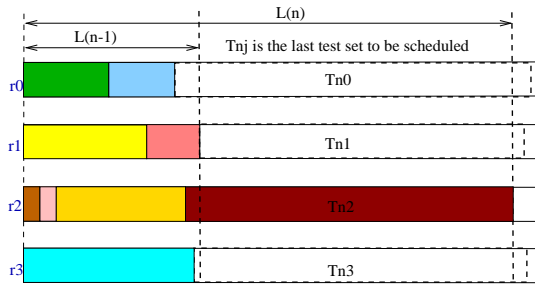 L(n)
L(n-1)
Tnj is the last test set to be scheduled
r0
Tn0
r1
Tn1
r2
Tn2
r3
Tn3